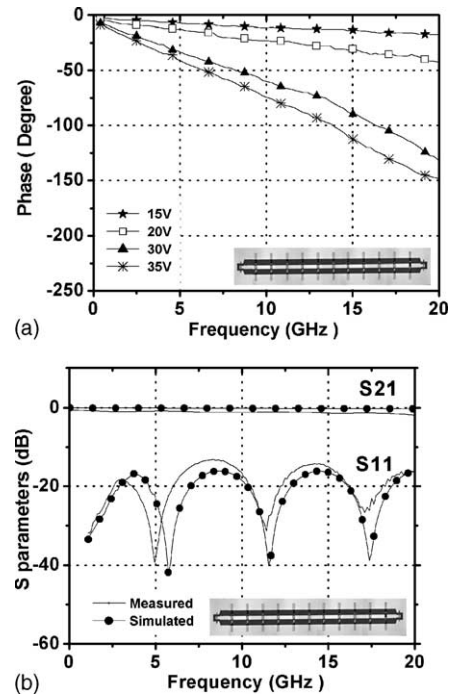 0
-50
-100
-150
-200
-250
Phase ( Degree)
15V
20V
30V
35V
0 5 10 15 20
Frequency (GHz )
(a)
0
-20
-40
-60
S parameters (dB)
S21
S11
Measured
Simulated
0 5 10 15 20
Frequency (GHz)
(b)